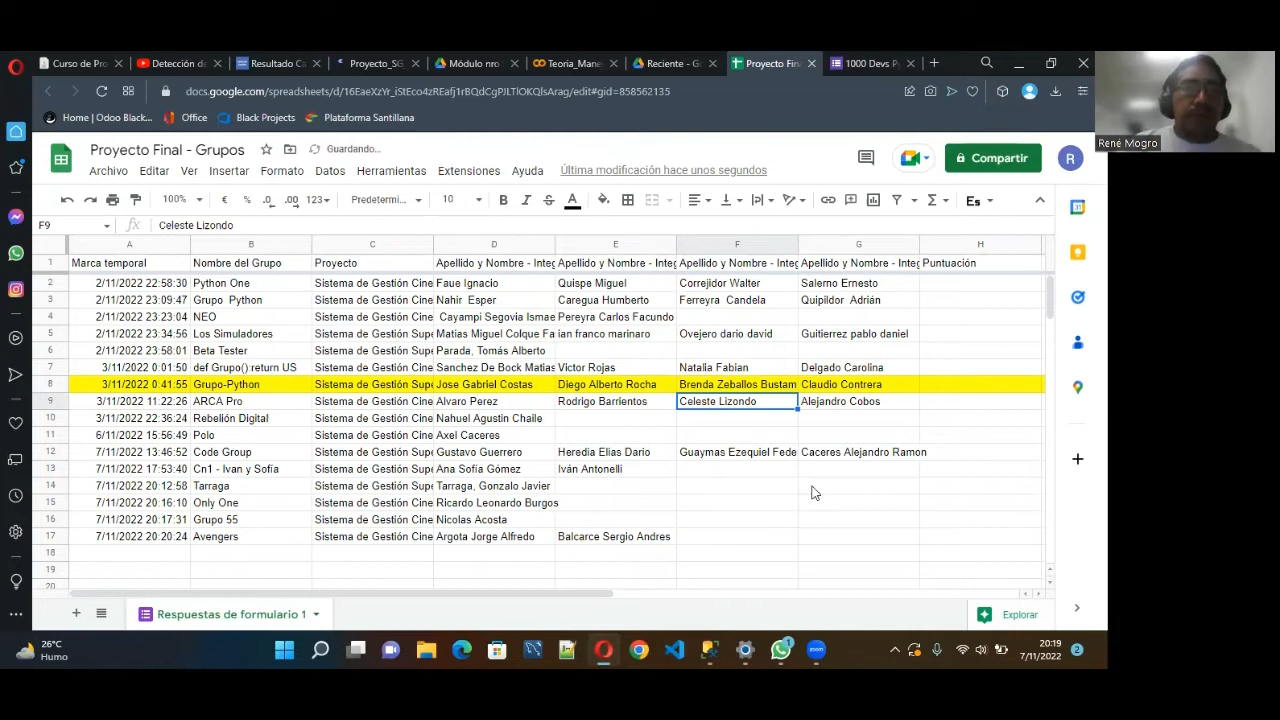 Curso de Pro
Detección de
Resultado Ca
Proyecto_SG
Módulo nro
Teoria_Mane
Reciente - Go
Proyecto Fina
1000 Devs Py
docs.google.com/spreadsheets/d/
/edit#gid=858562135
Home | Odoo Black...
Office
Black Projects
Plataforma Santillana
René Mogro
Proyecto Final - Grupos
Guardando...
Archivo Editar Ver Insertar Formato Datos Herramientas Extensiones Ayuda
Última modificación hace unos segundos
Compartir
R
100% € % .0 .00 123 Predetermi... 10 B I S A Es
F9 fx Celeste Lizondo
A B C D E F G H
1 Marca temporal Nombre del Grupo Proyecto Apellido y Nombre - Integ Apellido y Nombre - Integ Apellido y Nombre - Integ Apellido y Nombre - Integ Puntuación
2 2/11/2022 22:58:30 Python One Sistema de Gestión Cine Faue Ignacio Quispe Miguel Correjidor Walter Salerno Ernesto
3 2/11/2022 23:09:47 Grupo Python Sistema de Gestión Cine Nahir Esper Caregua Humberto Ferreyra Candela Quipildor Adrián
4 2/11/2022 23:23:04 NEO Sistema de Gestión Cine Cayampi Segovia Ismae Pereyra Carlos Facundo
5 2/11/2022 23:34:56 Los Simuladores Sistema de Gestión Supe Matias Miguel Colque Fa ian franco marinaro Ovejero dario david Guitierrez pablo daniel
6 2/11/2022 23:58:01 Beta Tester Sistema de Gestión Supe Parada, Tomás Alberto
7 3/11/2022 0:01:50 def Grupo():return US Sistema de Gestión Cine Sanchez De Bock Matias Victor Rojas Natalia Fabian Delgado Carolina
8 3/11/2022 0:41:55 Grupo-Python Sistema de Gestión Supe Jose Gabriel Costas Diego Alberto Rocha Brenda Zeballos Bustam Claudio Contrera
9 3/11/2022 11:22:26 ARCA Pro Sistema de Gestión Cine Alvaro Perez Rodrigo Barrientos Celeste Lizondo Alejandro Cobos
10 3/11/2022 22:36:24 Rebelión Digital Sistema de Gestión Cine Nahuel Agustin Chaile
11 6/11/2022 15:56:49 Polo Sistema de Gestión Cine Axel Caceres
12 7/11/2022 13:46:52 Code Group Sistema de Gestión Supe Gustavo Guerrero Heredia Elias Dario Guaymas Ezequiel Fede Caceres Alejandro Ramon
13 7/11/2022 17:53:40 Cn1 - Ivan y Sofía Sistema de Gestión Supe Ana Sofía Gómez Iván Antonelli
14 7/11/2022 20:12:58 Tarraga Sistema de Gestión Supe Tarraga, Gonzalo Javier
15 7/11/2022 20:16:10 Only One Sistema de Gestión Cine Ricardo Leonardo Burgos
16 7/11/2022 20:17:31 Grupo 55 Sistema de Gestión Cine Nicolas Acosta
17 7/11/2022 20:20:24 Avengers Sistema de Gestión Cine Argota Jorge Alfredo Balcarce Sergio Andres
18
19
20
Respuestas de formulario 1
Explorar
26°C
Humo
zoom
1
20:19
7/11/2022
2